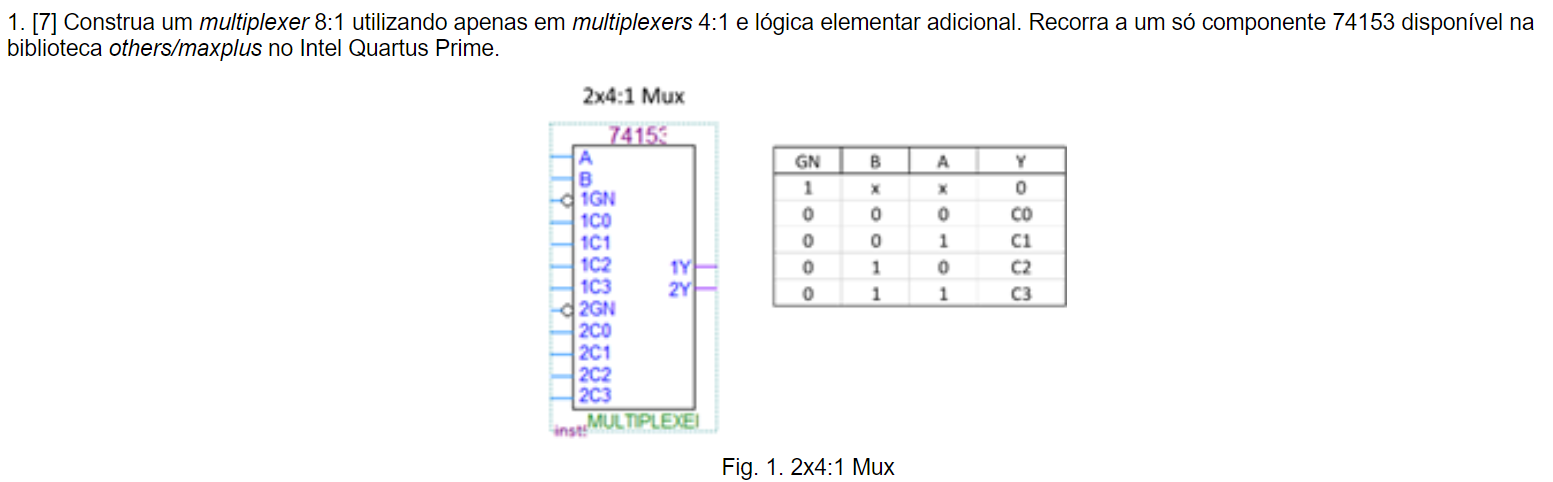 1. [7] Construa um multiplexer 8:1 utilizando apenas em multiplexers 4:1 e lógica elementar adicional. Recorra a um só componente 74153 disponível na
biblioteca others/maxplus no Intel Quartus Prime.
2x4:1 Mux
74153
A
B
1GN
1C0
1C1
1C2 1Y
1C3 2Y
2GN
2C0
2C1
2C2
2C3
MULTIPLEXE
inst
GN B A Y
1 x x 0
0 0 0 C0
0 0 1 C1
0 1 0 C2
0 1 1 C3
Fig. 1. 2x4:1 Mux